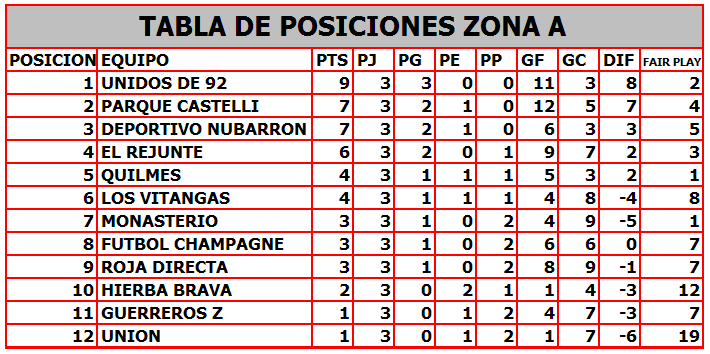 TABLA DE POSICIONES ZONA A
POSICION EQUIPO PTS PJ PG PE PP GF GC DIF FAIR PLAY
1 UNIDOS DE 92 9 3 3 0 0 11 3 8 2
2 PARQUE CASTELLI 7 3 2 1 0 12 5 7 4
3 DEPORTIVO NUBARRON 7 3 2 1 0 6 3 3 5
4 EL REJUNTE 6 3 2 0 1 9 7 2 3
5 QUILMES 4 3 1 1 1 5 3 2 1
6 LOS VITANGAS 4 3 1 1 1 4 8 -4 8
7 MONASTERIO 3 3 1 0 2 4 9 -5 1
8 FUTBOL CHAMPAGNE 3 3 1 0 2 6 6 0 7
9 ROJA DIRECTA 3 3 1 0 2 8 9 -1 7
10 HIERBA BRAVA 2 3 0 2 1 1 4 -3 12
11 GUERREROS Z 1 3 0 1 2 4 7 -3 7
12 UNION 1 3 0 1 2 1 7 -6 19